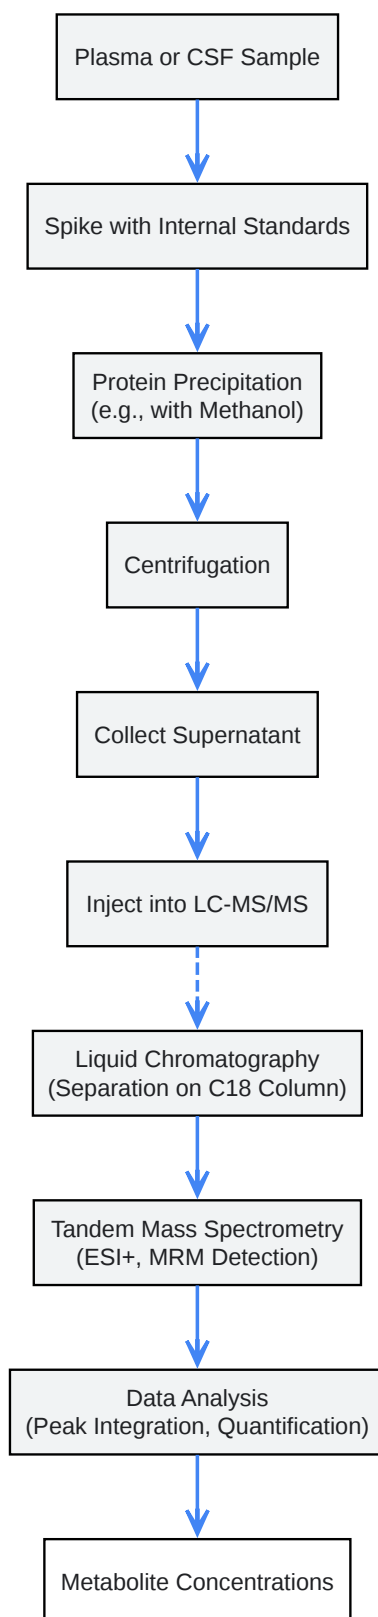 Plasma or CSF Sample
Spike with Internal Standards
Protein Precipitation
(e.g., with Methanol)
Centrifugation
Collect Supernatant
Inject into LC-MS/MS
Liquid Chromatography
(Separation on C18 Column)
Tandem Mass Spectrometry
(ESI+, MRM Detection)
Data Analysis
(Peak Integration, Quantification)
Metabolite Concentrations